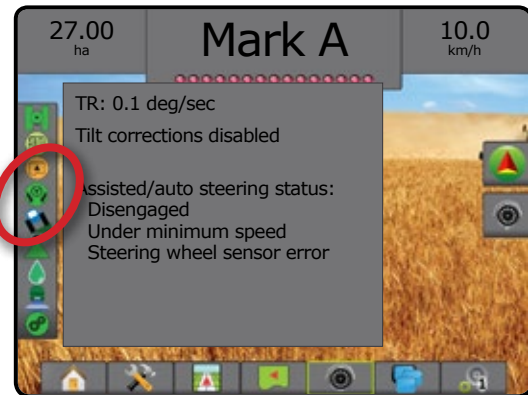 27.00
ha
Mark A
10.0
km/h
TR: 0.1 deg/sec
Tilt corrections disabled
Assisted/auto steering status:
Disengaged
Under minimum speed
Steering wheel sensor error
1